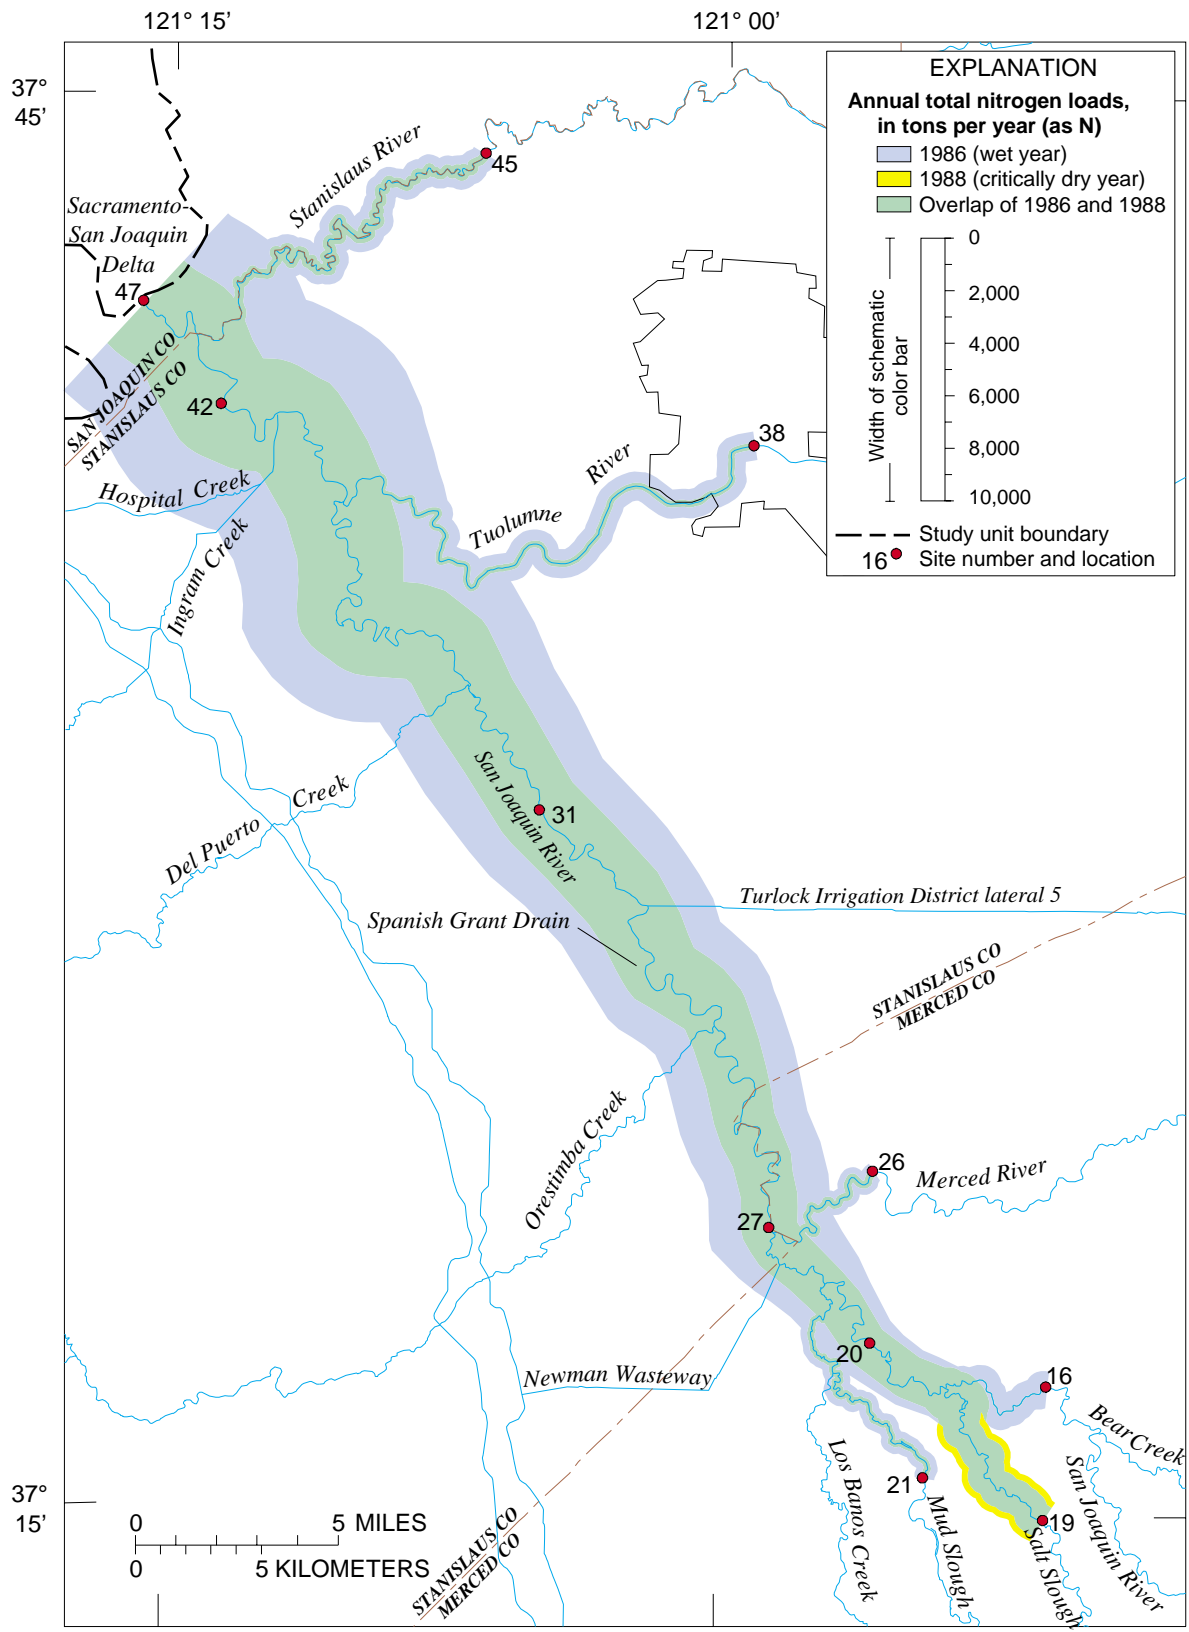 121° 15’
121° 00’
37°
45’
EXPLANATION
Annual total nitrogen loads,
in tons per year (as N)
1986 (wet year)
1988 (critically dry year)
Overlap of 1986 and 1988
Width of schematic
color bar
0
2,000
4,000
6,000
8,000
10,000
Study unit boundary
16
Site number and location
Stanislaus River
45
Sacramento-
San Joaquin
Delta
47
SAN JOAQUIN CO
STANISLAUS CO
42
38
River
Tuolumne
Hospital Creek
Ingram Creek
San Joaquin River
31
Del Puerto Creek
Turlock Irrigation District lateral 5
Spanish Grant Drain
STANISLAUS CO
MERCED CO
Orestimba Creek
26
Merced River
27
20
16
Newman Wasteway
Bear Creek
Los Banos Creek
21
Mud Slough
19
Salt Slough
San Joaquin River
37°
15’
0
5 MILES
0
5 KILOMETERS
STANISLAUS CO
MERCED CO